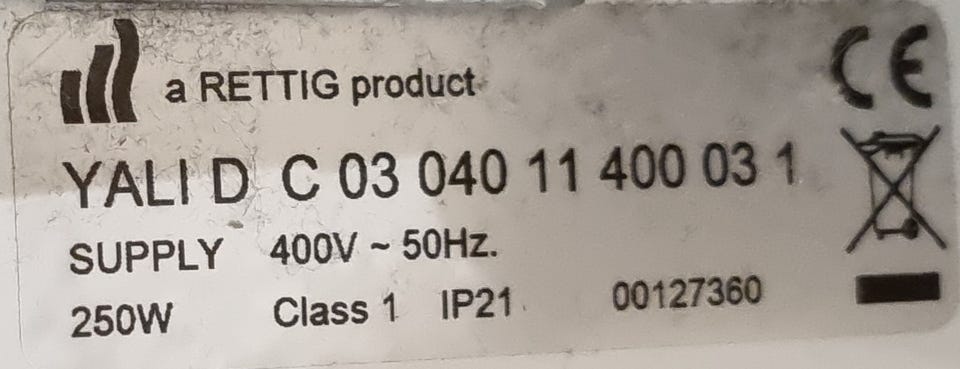 a RETTIG product
CE
YALI D C 03 040 11 400 03 1
SUPPLY 400V ~ 50Hz.
250W Class 1 IP21 00127360